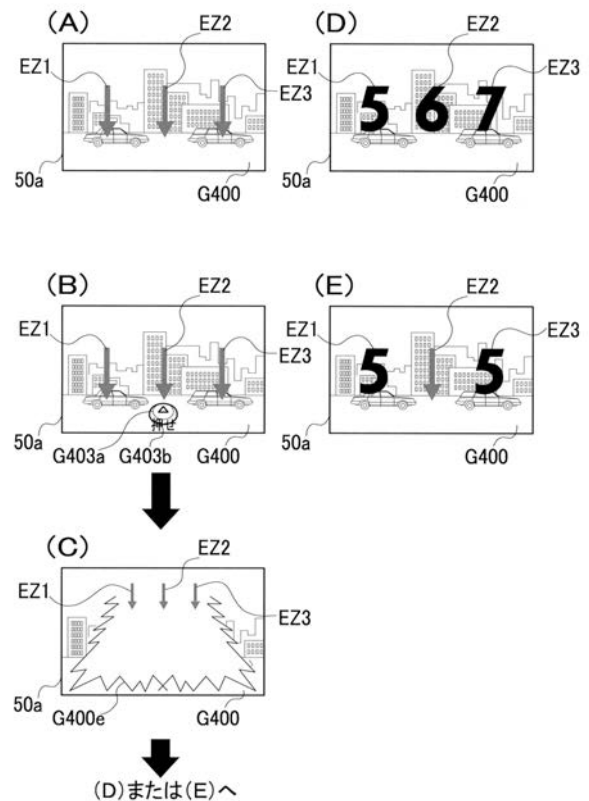 (A)
EZ2
EZ1
EZ3
50a
G400
(D)
EZ2
EZ1
EZ3
5 6 7
50a
G400
(B)
EZ2
EZ1
EZ3
押せ
50a
G403a
G403b
G400
(E)
EZ2
EZ1
EZ3
5 5
50a
G400
(C)
EZ2
EZ1
EZ3
50a
G400e
G400
(D)または(E)へ